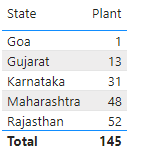 State Plant
Goa 1
Gujarat 13
Karnataka 31
Maharashtra 48
Rajasthan 52
Total 145